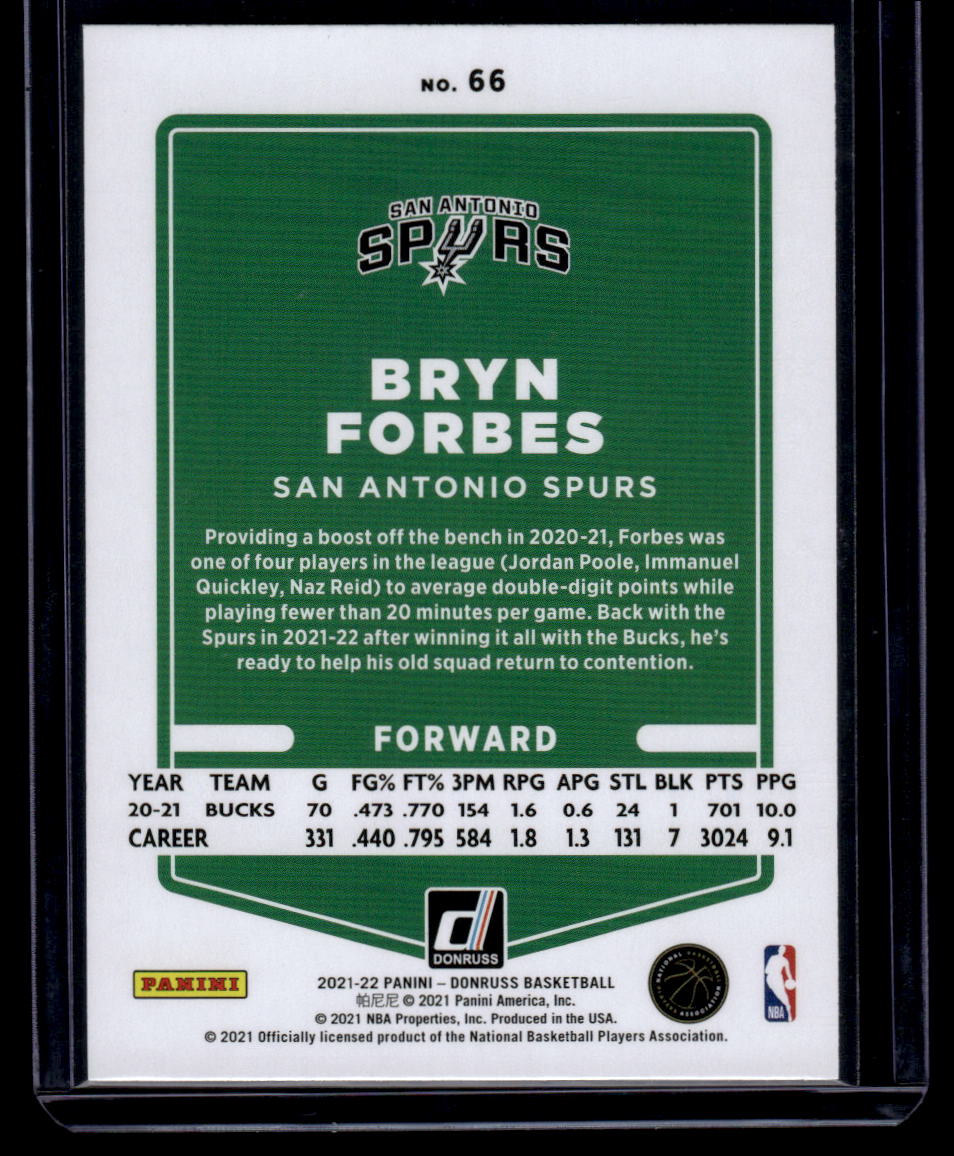 NO. 66
SAN ANTONIO
SPURS
BRYN
FORBES
SAN ANTONIO SPURS
Providing a boost off the bench in 2020-21, Forbes was
one of four players in the league (Jordan Poole, Immanuel
Quickley, Naz Reid) to average double-digit points while
playing fewer than 20 minutes per game. Back with the
Spurs in 2021-22 after winning it all with the Bucks, he's
ready to help his old squad return to contention.
FORWARD
YEAR TEAM G FG% FT% 3PM RPG APG STL BLK PTS PPG
20-21 BUCKS 70 .473 .770 154 1.6 0.6 24 1 701 10.0
CAREER 331 .440 .795 584 1.8 1.3 131 7 3024 9.1
DONRUSS
PANINI
2021-22 PANINI – DONRUSS BASKETBALL
帕尼尼 © 2021 Panini America, Inc.
© 2021 NBA Properties, Inc. Produced in the USA.
© 2021 Officially licensed product of the National Basketball Players Association.
NATIONAL BASKETBALL PLAYERS ASSOCIATION
NBA